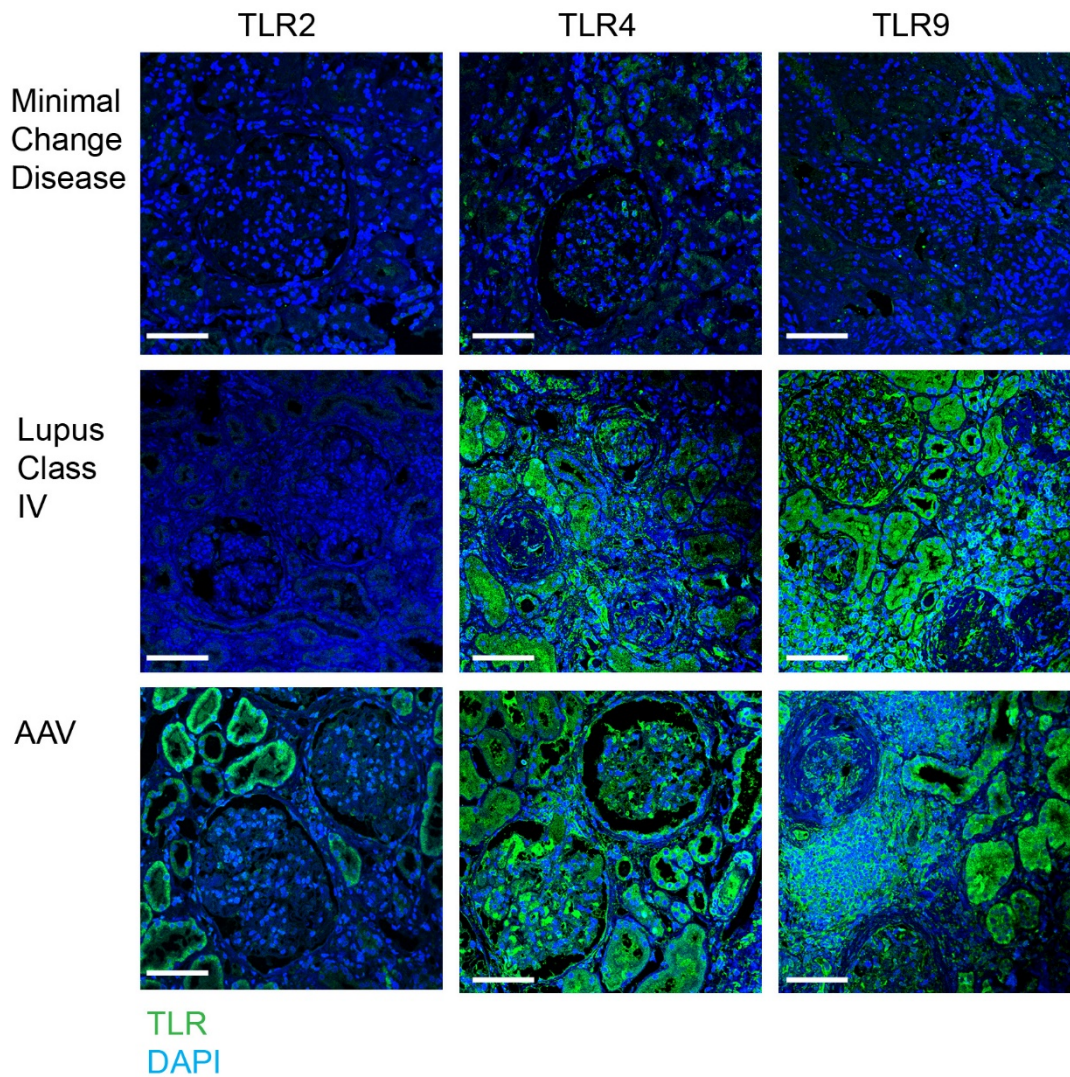 TLR2 TLR4 TLR9
Minimal
Change
Disease
Lupus
Class
IV
AAV
TLR
DAPI